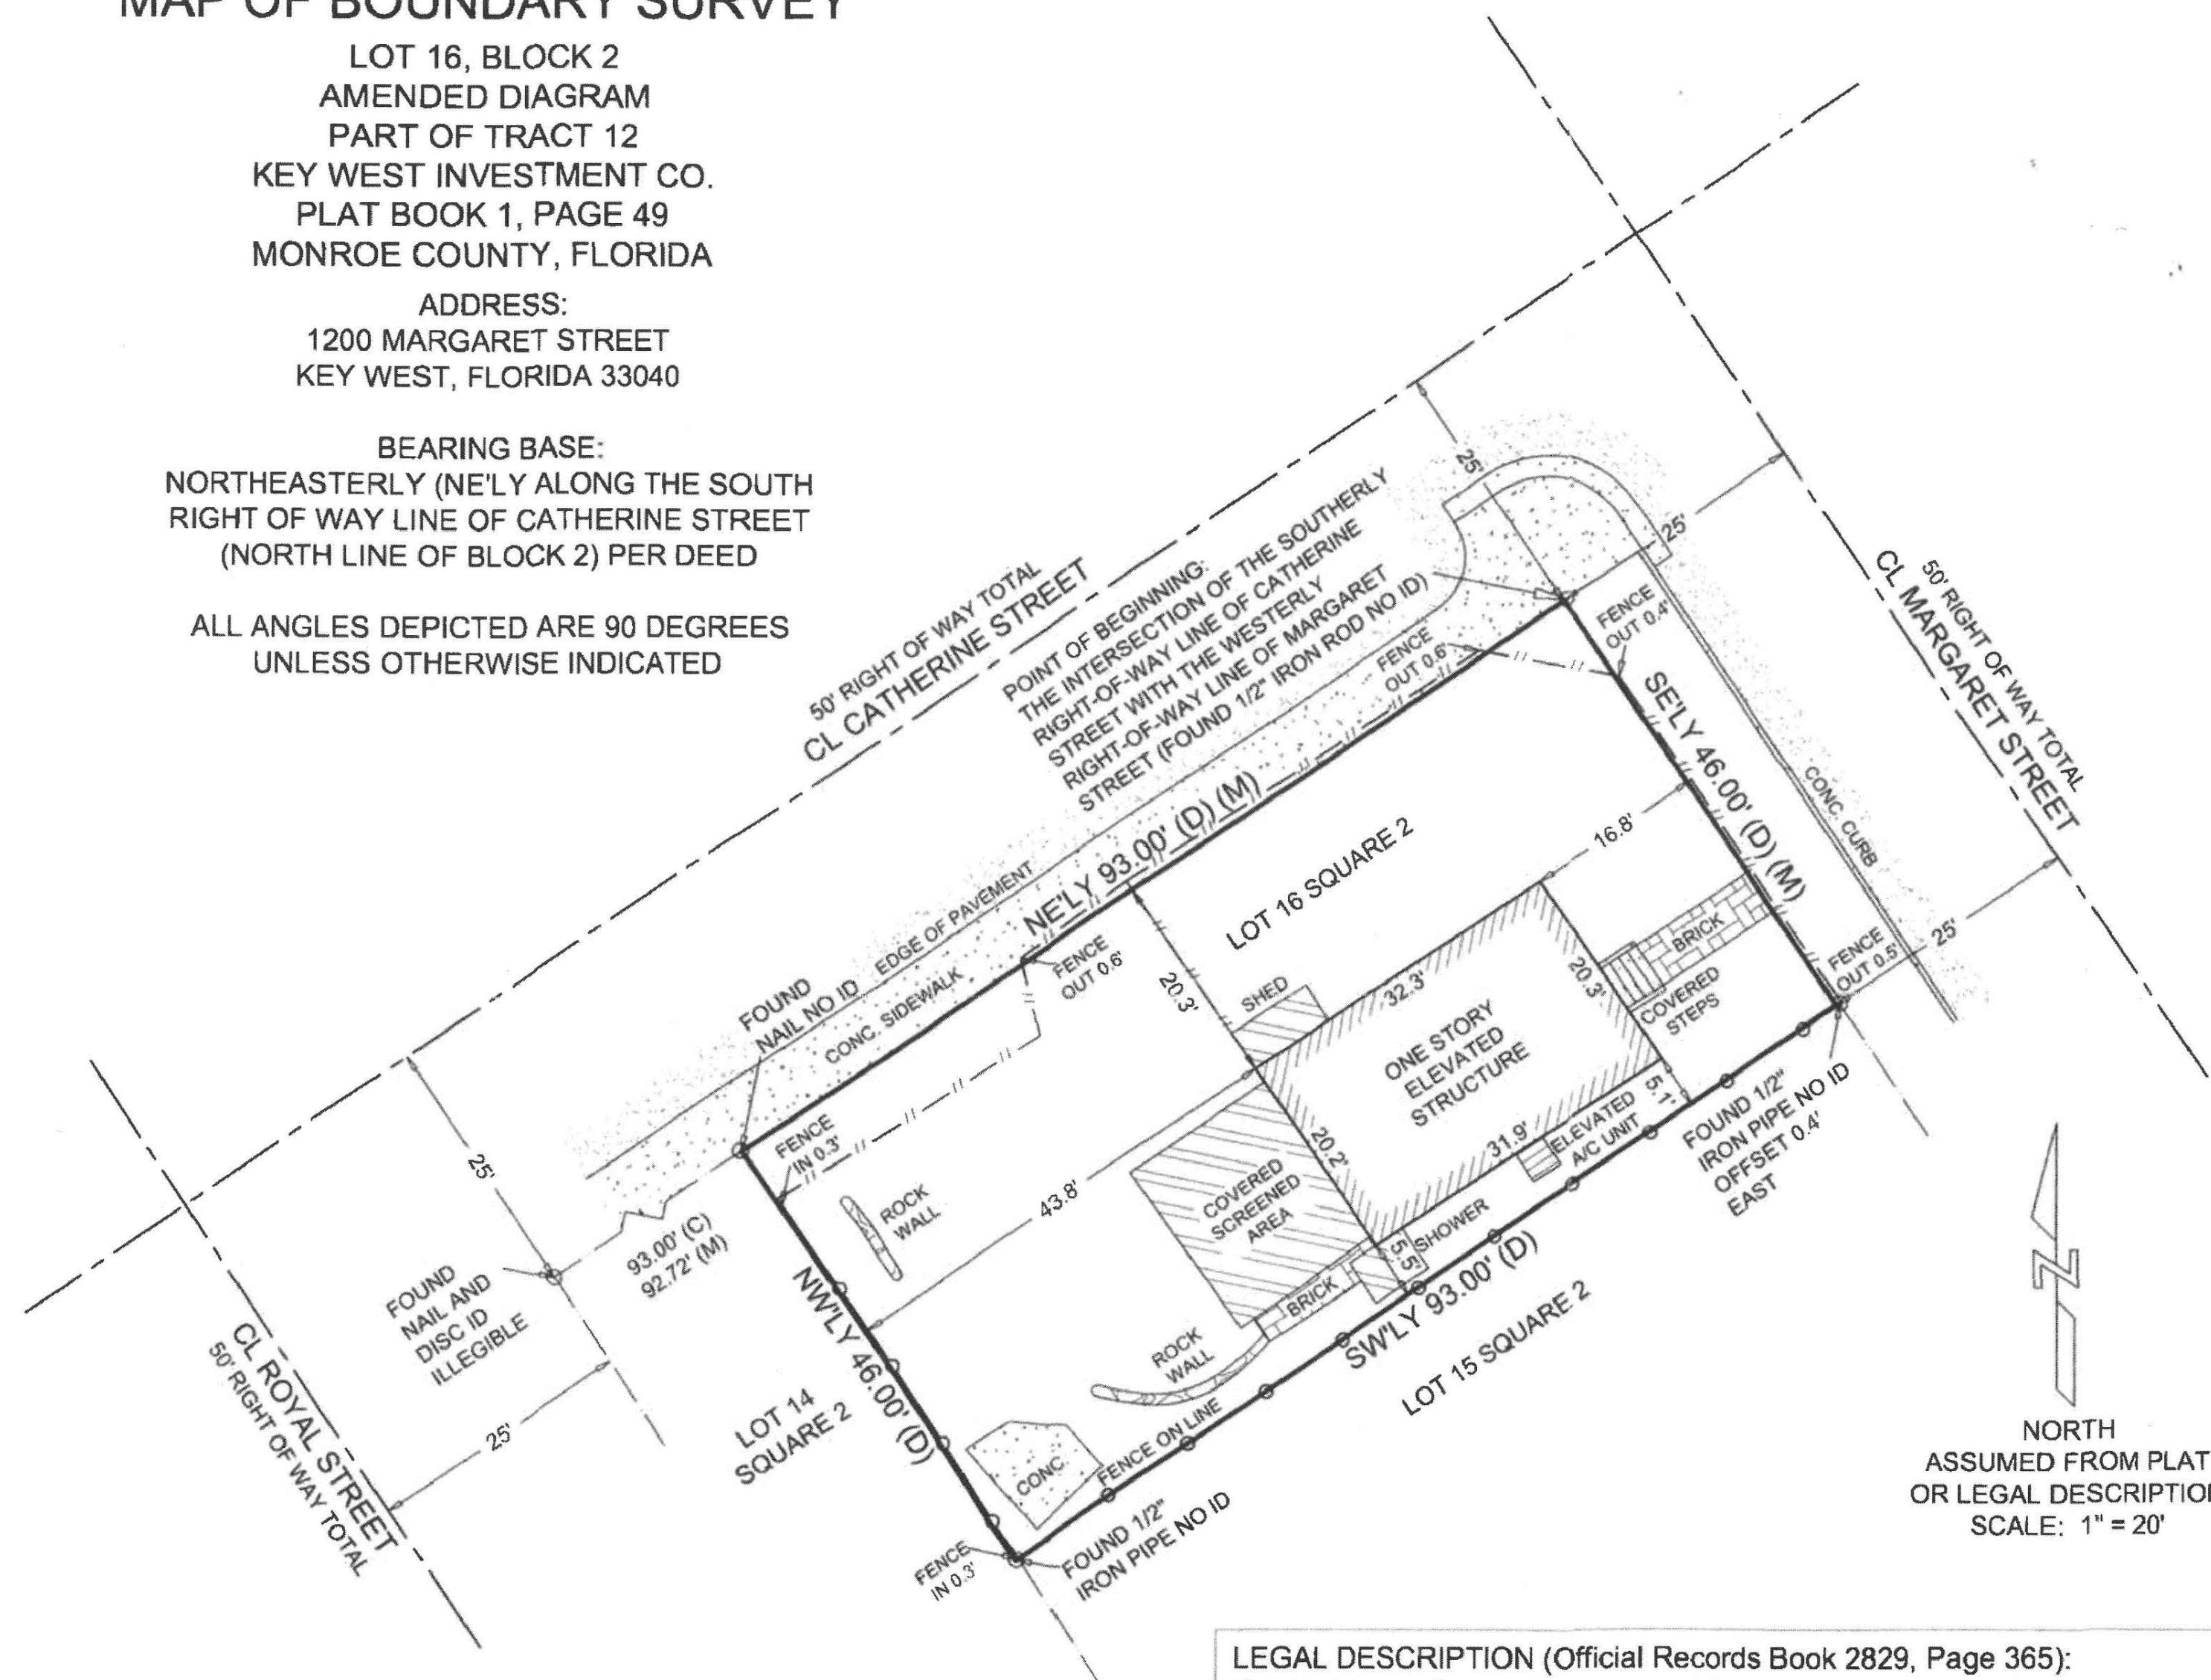 MAP OF BOUNDARY SURVEY
LOT 16, BLOCK 2
AMENDED DIAGRAM
PART OF TRACT 12
KEY WEST INVESTMENT CO.
PLAT BOOK 1, PAGE 49
MONROE COUNTY, FLORIDA
ADDRESS:
1200 MARGARET STREET
KEY WEST, FLORIDA 33040
BEARING BASE:
NORTHEASTERLY (NE'LY ALONG THE SOUTH
RIGHT OF WAY LINE OF CATHERINE STREET
(NORTH LINE OF BLOCK 2) PER DEED
ALL ANGLES DEPICTED ARE 90 DEGREES
UNLESS OTHERWISE INDICATED
50' RIGHT OF WAY TOTAL
CL CATHERINE STREET
POINT OF BEGINNING:
THE INTERSECTION OF THE SOUTHERLY
RIGHT-OF-WAY LINE OF CATHERINE
STREET WITH THE WESTERLY
RIGHT-OF-WAY LINE OF MARGARET
STREET (FOUND 1/2" IRON ROD NO ID)
25'
25'
50' RIGHT OF WAY TOTAL
CL MARGARET STREET
FENCE
OUT 0.4'
FENCE
OUT 0.6'
SE'LY 46.00' (D) (M)
CONC. CURB
NE'LY 93.00' (D) (M)
LOT 16 SQUARE 2
16.8'
EDGE OF PAVEMENT
CONC. SIDEWALK
FOUND
NAIL NO ID
FENCE
OUT 0.6'
20.3'
SHED
32.3'
20.3'
BRICK
COVERED
STEPS
FENCE
OUT 0.5'
25'
ONE STORY
ELEVATED
STRUCTURE
5.1'
ELEVATED
A/C UNIT
31.9'
20.2'
FOUND 1/2"
IRON PIPE NO ID
OFFSET 0.4'
EAST
FENCE
IN 0.3'
ROCK
WALL
43.8'
COVERED
SCREENED
AREA
SHOWER
5.5'
BRICK
SW'LY 93.00' (D)
LOT 15 SQUARE 2
ROCK
WALL
25'
93.00' (C)
92.72' (M)
FOUND
NAIL AND
DISC ID
ILLEGIBLE
CL ROYAL STREET
50' RIGHT OF WAY TOTAL
25'
NW'LY 46.00' (D)
LOT 14
SQUARE 2
CONC.
FENCE ON LINE
FENCE
IN 0.3'
FOUND 1/2"
IRON PIPE NO ID
NORTH
ASSUMED FROM PLAT
OR LEGAL DESCRIPTION
SCALE: 1" = 20'
LEGAL DESCRIPTION (Official Records Book 2829, Page 365):